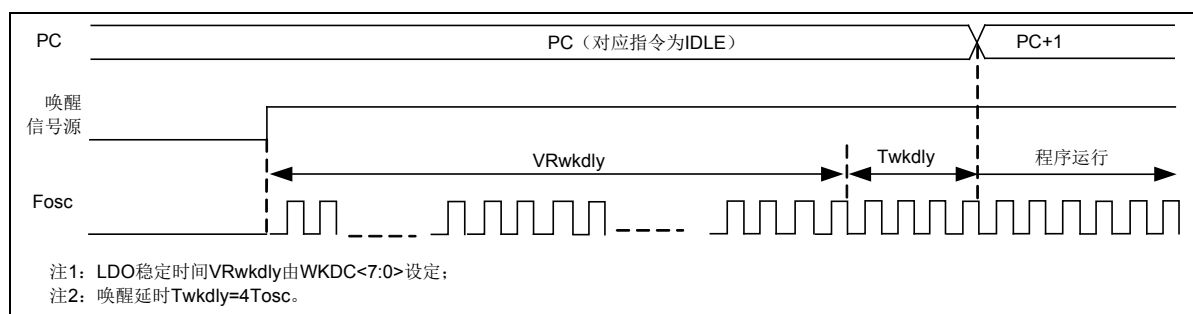 PC
PC（对应指令为IDLE）
PC+1
唤醒
信号源
VRwkdly
Twkdly
程序运行
Fosc
注1：LDO稳定时间VRwkdly由WKDC<7:0>设定；
注2：唤醒延时Twkdly=4Tosc。